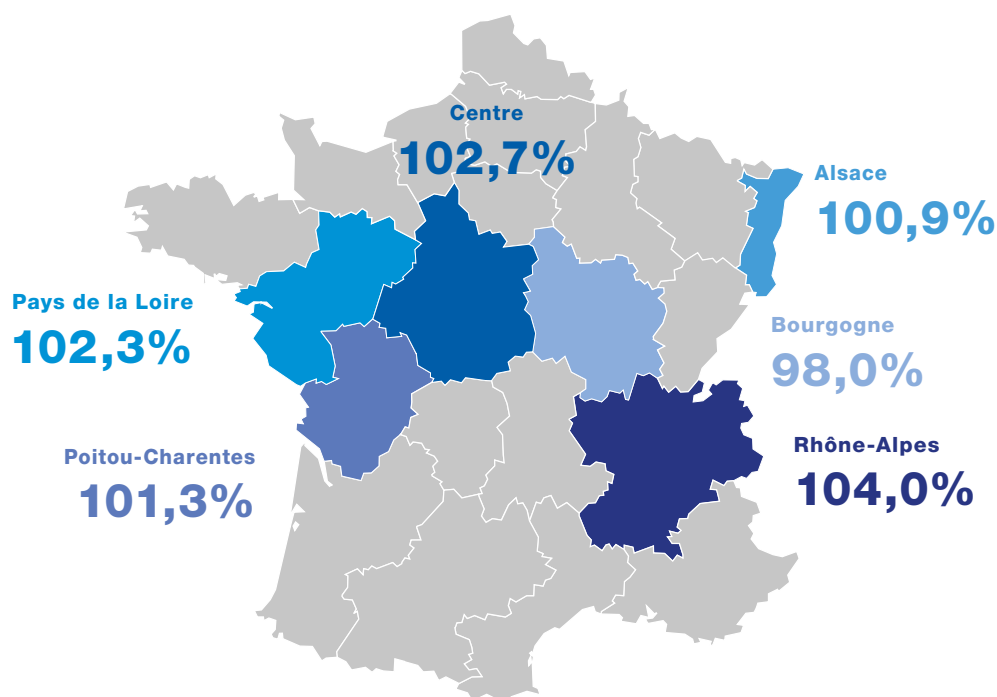 Centre
102,7%
Alsace
100,9%
Pays de la Loire
102,3%
Bourgogne
98,0%
Poitou-Charentes
101,3%
Rhône-Alpes
104,0%